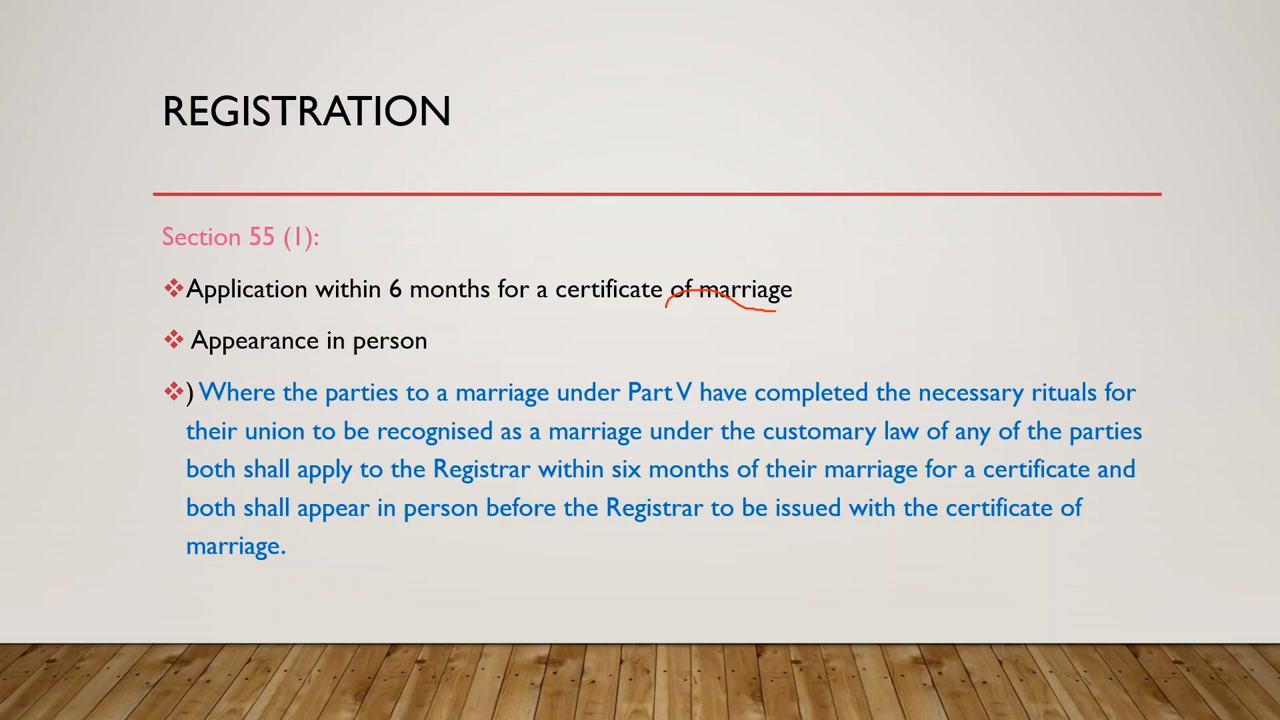 REGISTRATION
Section 55 (1):
❖Application within 6 months for a certificate of marriage
❖ Appearance in person
❖) Where the parties to a marriage under Part V have completed the necessary rituals for
their union to be recognised as a marriage under the customary law of any of the parties
both shall apply to the Registrar within six months of their marriage for a certificate and
both shall appear in person before the Registrar to be issued with the certificate of
marriage.